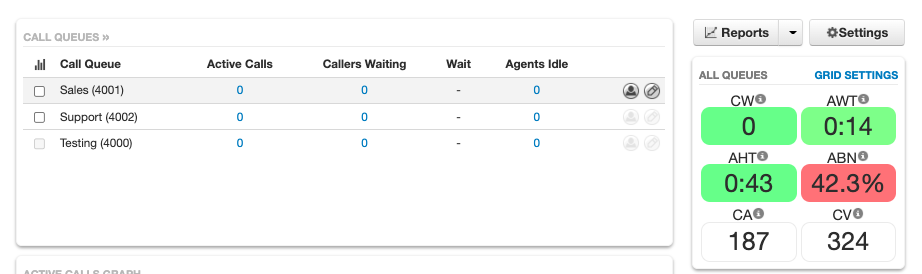 CALL QUEUES »
Call Queue Active Calls Callers Waiting Wait Agents Idle
Sales (4001) 0 0 - 0
Support (4002) 0 0 - 0
Testing (4000) 0 0 - 0
ACTIVE CALLS GRAPH
Reports Settings
ALL QUEUES GRID SETTINGS
CW AWT
0 0:14
AHT ABN
0:43 42.3%
CA CV
187 324